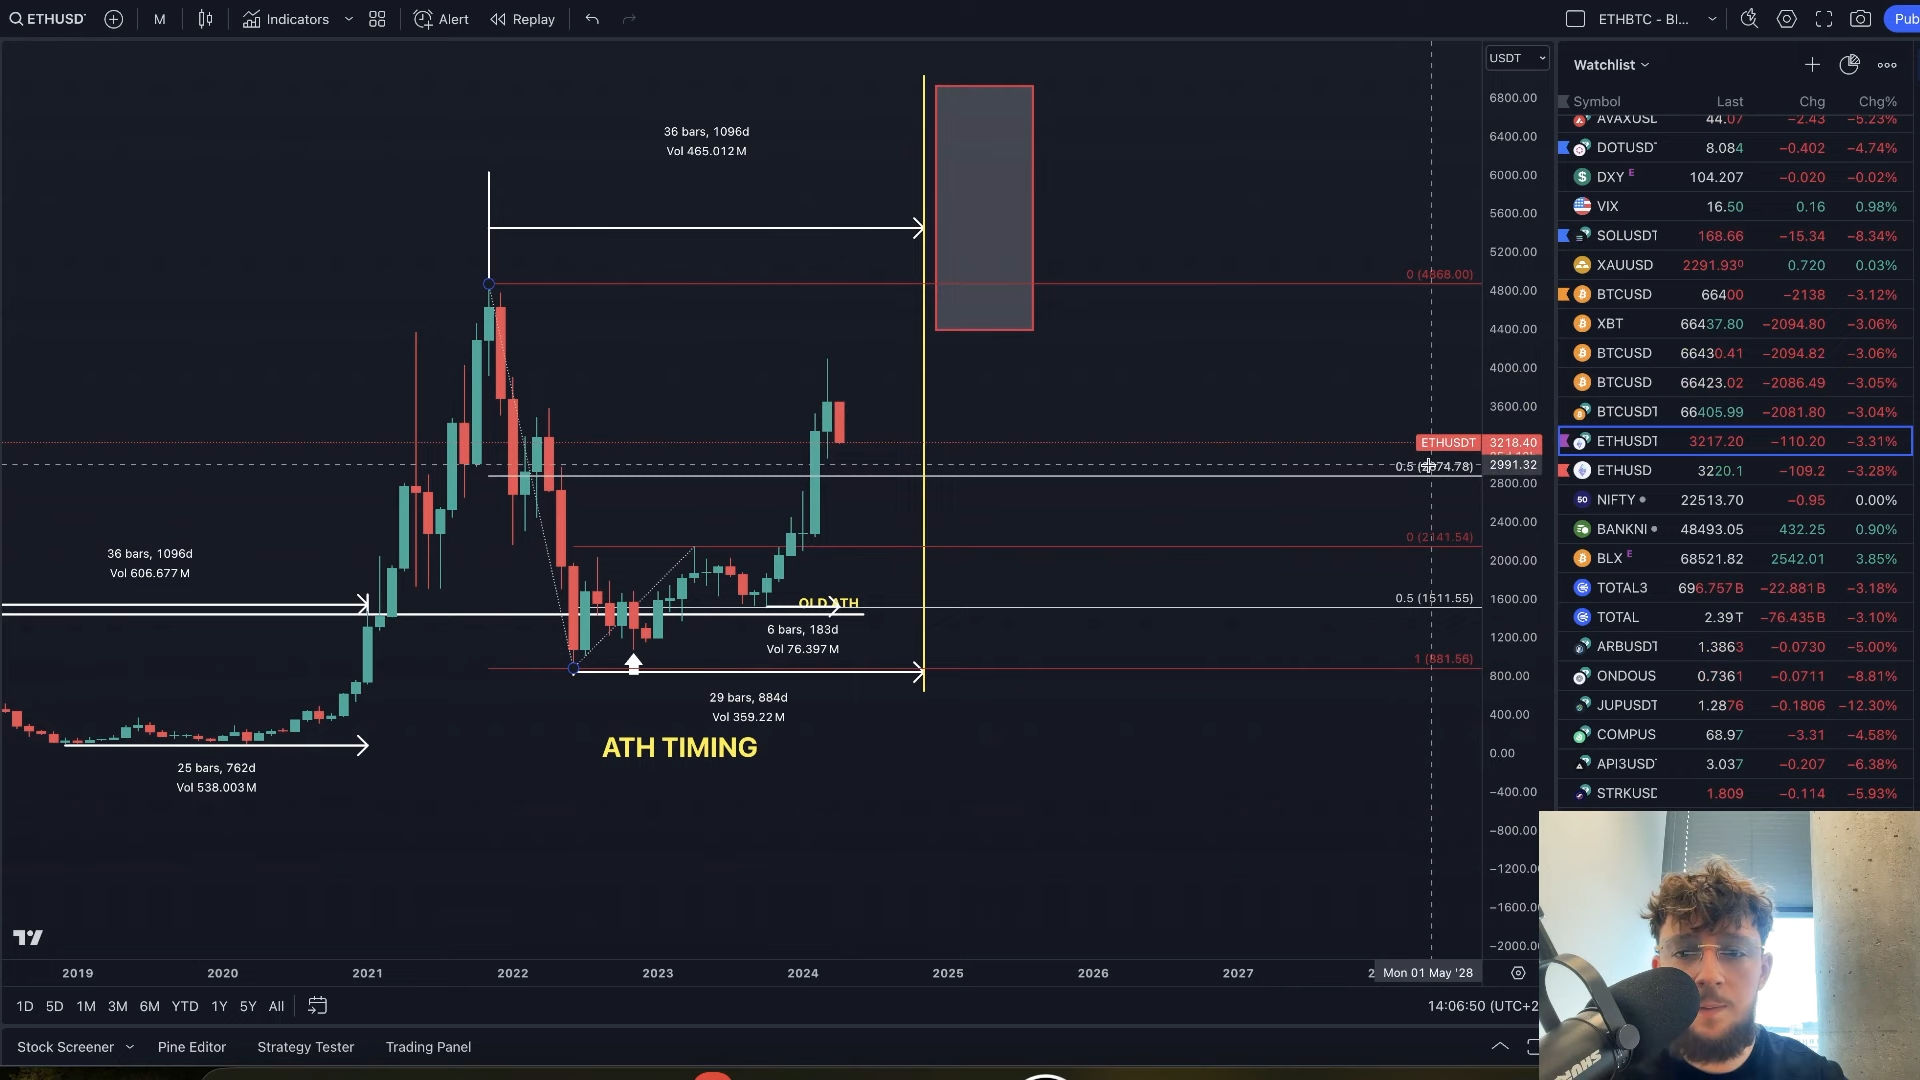 ETHUSDT
M
Indicators
Alert
Replay
ETHBTC - Bl...
Pub
USDT
Watchlist
Symbol Last Chg Chg%
AVAXUSD 44.07 −2.43 −5.23%
DOTUSDT 8.084 −0.402 −4.74%
DXY E 104.207 −0.020 −0.02%
VIX 16.50 0.16 0.98%
SOLUSDT 168.66 −15.34 −8.34%
XAUUSD 2291.930 0.720 0.03%
BTCUSD 66400 −2138 −3.12%
XBT 66437.80 −2094.80 −3.06%
BTCUSD 66430.41 −2094.82 −3.06%
BTCUSD 66423.02 −2086.49 −3.05%
BTCUSDT 66405.99 −2081.80 −3.04%
ETHUSDT 3217.20 −110.20 −3.31%
ETHUSD 3220.1 −109.2 −3.28%
50 NIFTY 22513.70 −0.95 0.00%
BANKNI 48493.05 432.25 0.90%
BLX E 68521.82 2542.01 3.85%
TOTAL3 696.757 B −22.881 B −3.18%
TOTAL 2.39 T −76.435 B −3.10%
ARBUSDT 1.3863 −0.0730 −5.00%
ONDOUS 0.7361 −0.0711 −8.81%
JUPUSDT 1.2876 −0.1806 −12.30%
COMPUS 68.97 −3.31 −4.58%
API3USD 3.037 −0.207 −6.38%
STRKUSD 1.809 −0.114 −5.93%
36 bars, 1096d
Vol 465.012 M
0 (4868.00)
0 (2141.54)
0.5 (1511.55)
1 (881.56)
36 bars, 1096d
Vol 606.677 M
OLD ATH
6 bars, 183d
Vol 76.397 M
29 bars, 884d
Vol 359.22 M
ATH TIMING
25 bars, 762d
Vol 538.003 M
6800.00
6400.00
6000.00
5600.00
5200.00
4800.00
4400.00
4000.00
3600.00
ETHUSDT 3218.40
2991.32
2800.00
2400.00
2000.00
1600.00
1200.00
800.00
400.00
0.00
−400.00
−800.00
−1200.0
−1600.0
−2000.0
2019 2020 2021 2022 2023 2024 2025 2026 2027 2 Mon 01 May '28
1D 5D 1M 3M 6M YTD 1Y 5Y All
14:06:50 (UTC+2
Stock Screener Pine Editor Strategy Tester Trading Panel